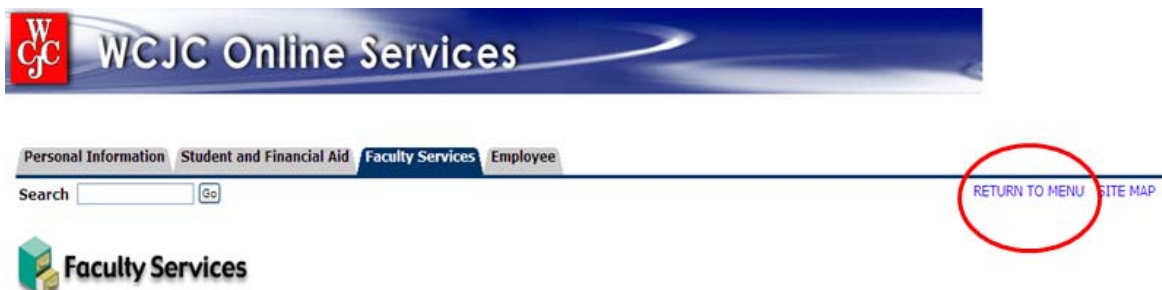 WCJC
WCJC Online Services
Personal Information Student and Financial Aid Faculty Services Employee
Search Go RETURN TO MENU SITE MAP
Faculty Services